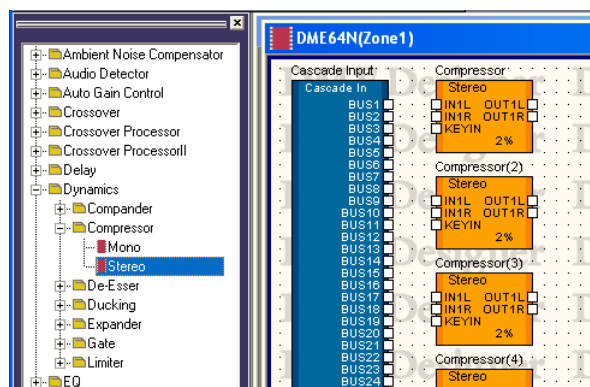 Ambient Noise Compensator
Audio Detector
Auto Gain Control
Crossover
Crossover Processor
Crossover ProcessorII
Delay
Dynamics
Compander
Compressor
Mono
Stereo
De-Esser
Ducking
Expander
Gate
Limiter
EQ
DME64N(Zone1)
Cascade Input
Cascade In
BUS1
BUS2
BUS3
BUS4
BUS5
BUS6
BUS7
BUS8
BUS9
BUS10
BUS11
BUS12
BUS13
BUS14
BUS15
BUS16
BUS17
BUS18
BUS19
BUS20
BUS21
BUS22
BUS23
BUS24
Compressor
Stereo
IN1L OUT1L
IN1R OUT1R
KEYIN
2%
Compressor(2)
Stereo
IN1L OUT1L
IN1R OUT1R
KEYIN
2%
Compressor(3)
Stereo
IN1L OUT1L
IN1R OUT1R
KEYIN
2%
Compressor(4)
Stereo
Designer